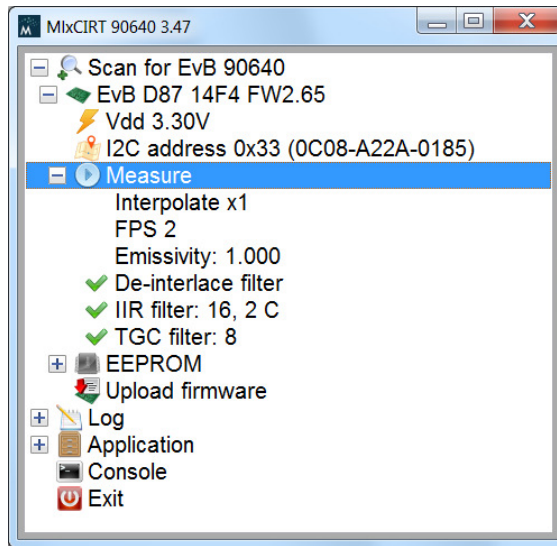 MlxCIRT 90640 3.47
Scan for EvB 90640
EvB D87 14F4 FW2.65
Vdd 3.30V
I2C address 0x33 (0C08-A22A-0185)
Measure
Interpolate x1
FPS 2
Emissivity: 1.000
De-interlace filter
IIR filter: 16, 2 C
TGC filter: 8
EEPROM
Upload firmware
Log
Application
Console
Exit